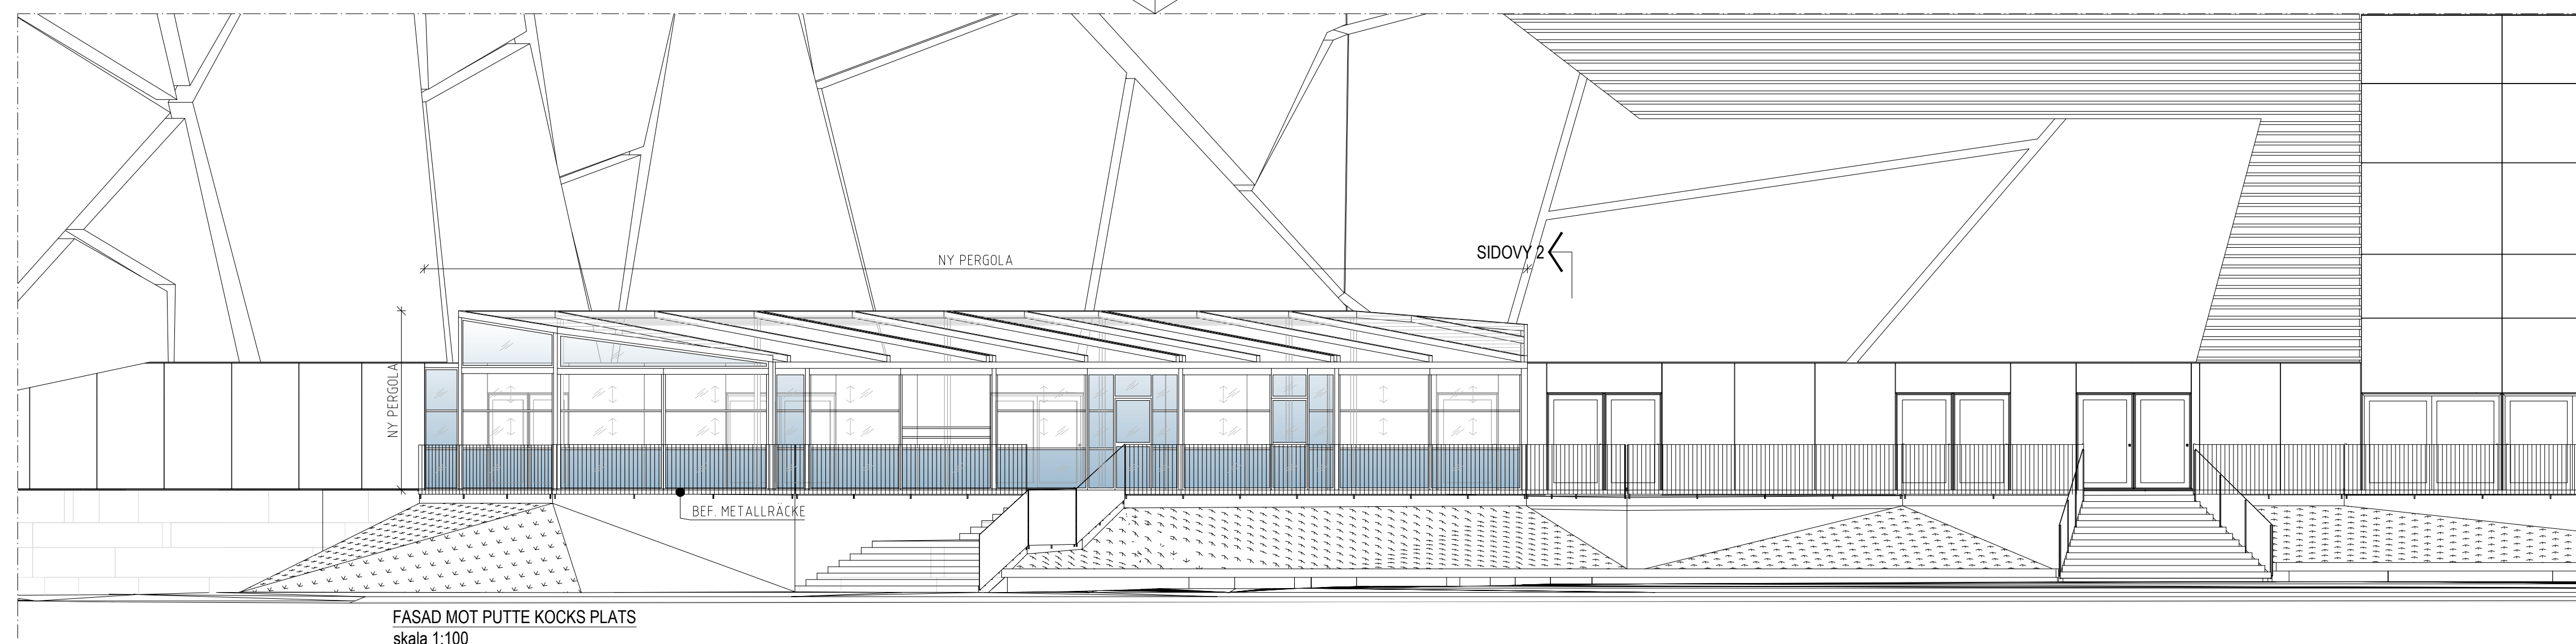 NY PERGOLA
SIDOVY 2
NY PERGOLA
BEF. METALLRÄCKE
FASAD MOT PUTTE KOCKS PLATS
skala 1:100